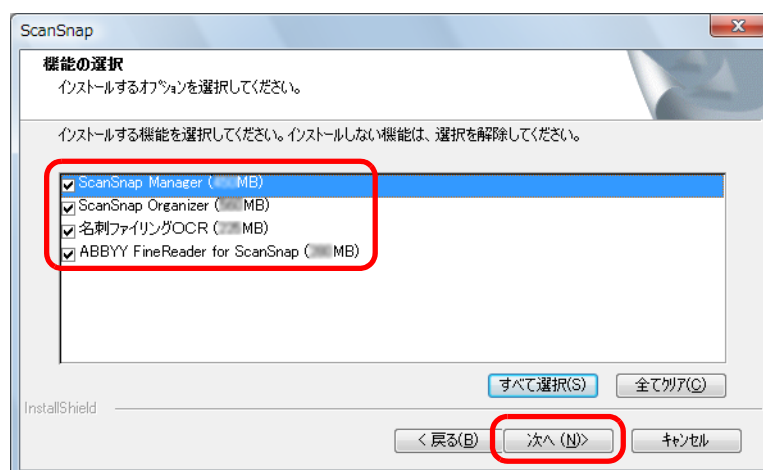 ScanSnap
機能の選択
インストールするオプションを選択してください。
インストールする機能を選択してください。インストールしない機能は、選択を解除してください。
ScanSnap Manager ( MB)
ScanSnap Organizer ( MB)
名刺ファイリングOCR ( MB)
ABBYY FineReader for ScanSnap ( MB)
すべて選択(S) 全てクリア(C)
InstallShield
< 戻る(B) 次へ (N)> キャンセル